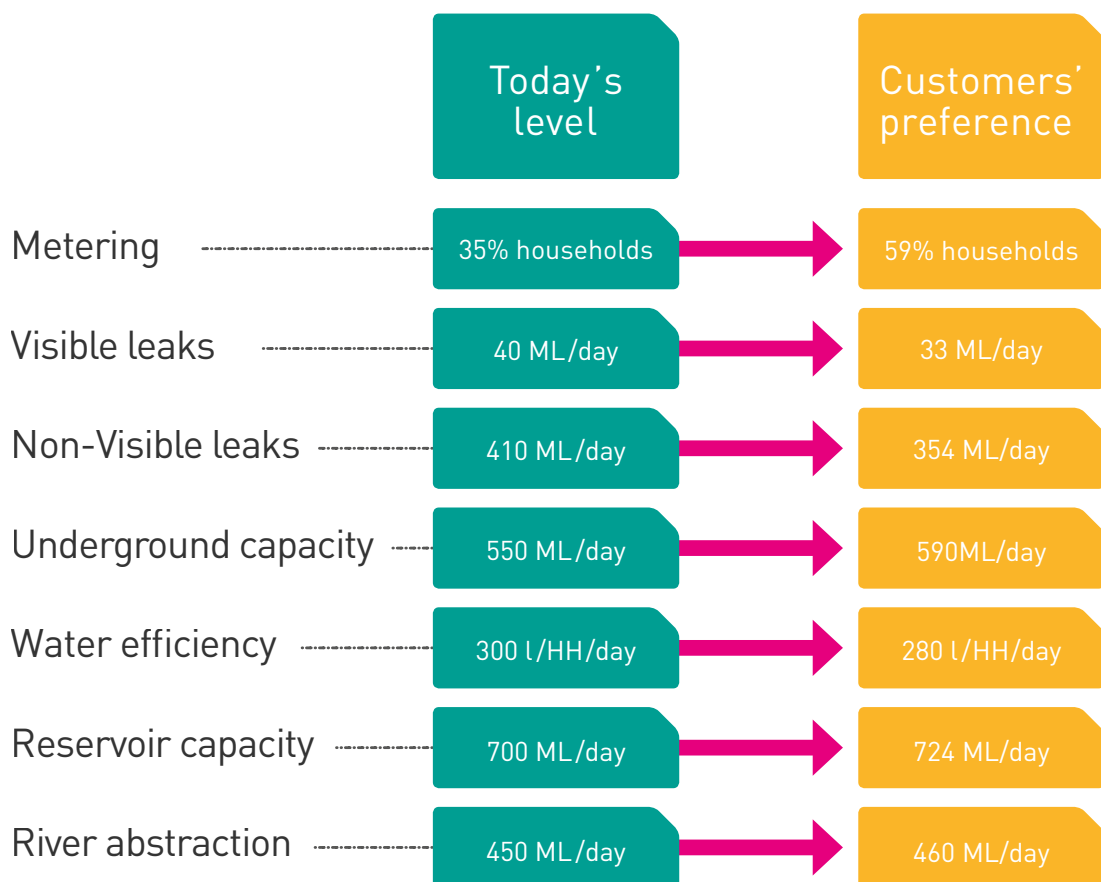 Today's
level
Customers'
preference
Metering 35% households 59% households
Visible leaks 40 ML/day 33 ML/day
Non-Visible leaks 410 ML/day 354 ML/day
Underground capacity 550 ML/day 590ML/day
Water efficiency 300 l/HH/day 280 l/HH/day
Reservoir capacity 700 ML/day 724 ML/day
River abstraction 450 ML/day 460 ML/day